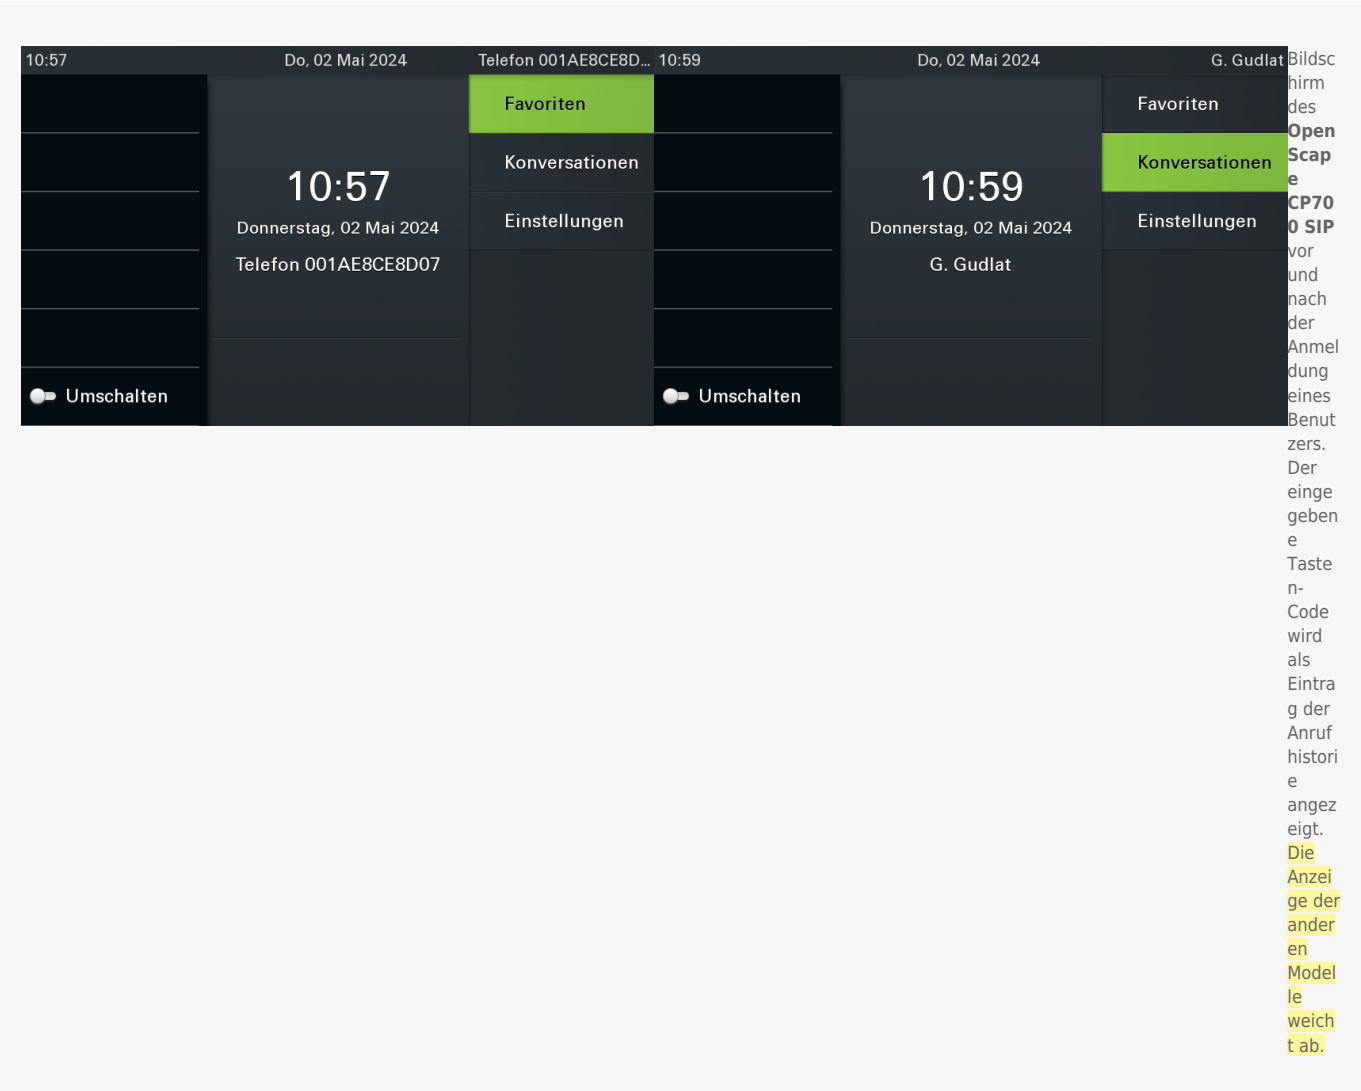 10:57 Do, 02 Mai 2024 Telefon 001AE8CE8D...
Favoriten
Konversationen
10:57
Einstellungen
Donnerstag, 02 Mai 2024
Telefon 001AE8CE8D07
Umschalten
10:59 Do, 02 Mai 2024 G. Gudlat
Favoriten
Konversationen
10:59
Einstellungen
Donnerstag, 02 Mai 2024
G. Gudlat
Umschalten
Bildsc
hirm
des
Open
Scap
e
CP70
0 SIP
vor
und
nach
der
Anmel
dung
eines
Benut
zers.
Der
einge
geben
e
Taste
n-
Code
wird
als
Eintra
g der
Anruf
histori
e
angez
eigt.
Die
Anzei
ge der
ander
en
Model
le
weich
t ab.